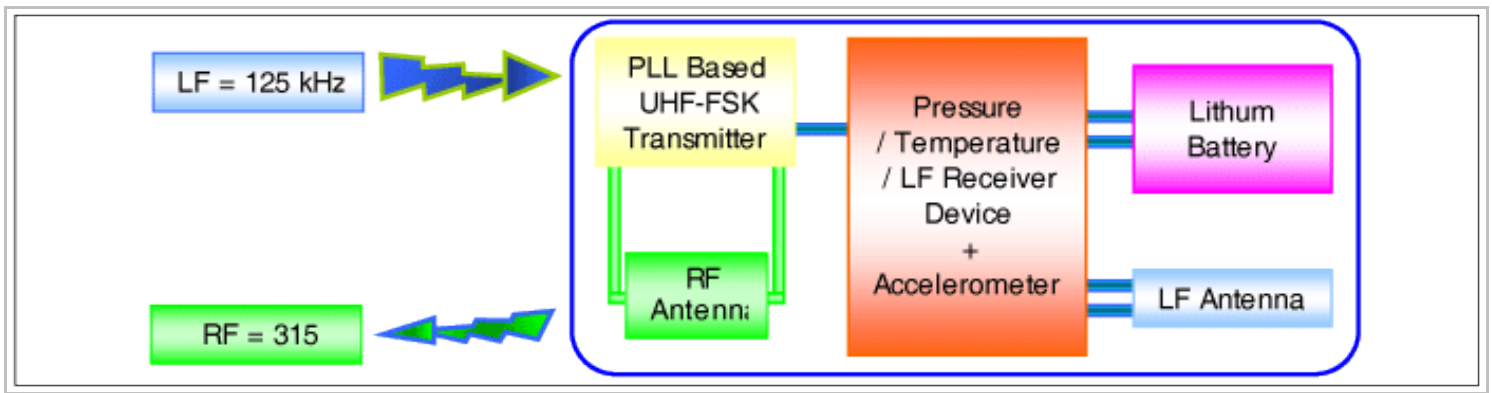 LF = 125 kHz
PLL Based
UHF-FSK
Transmitter
Pressure
/ Temperature
/ LF Receiver
Device
+
Accelerometer
Lithum
Battery
RF
Antenna
LF Antenna
RF = 315